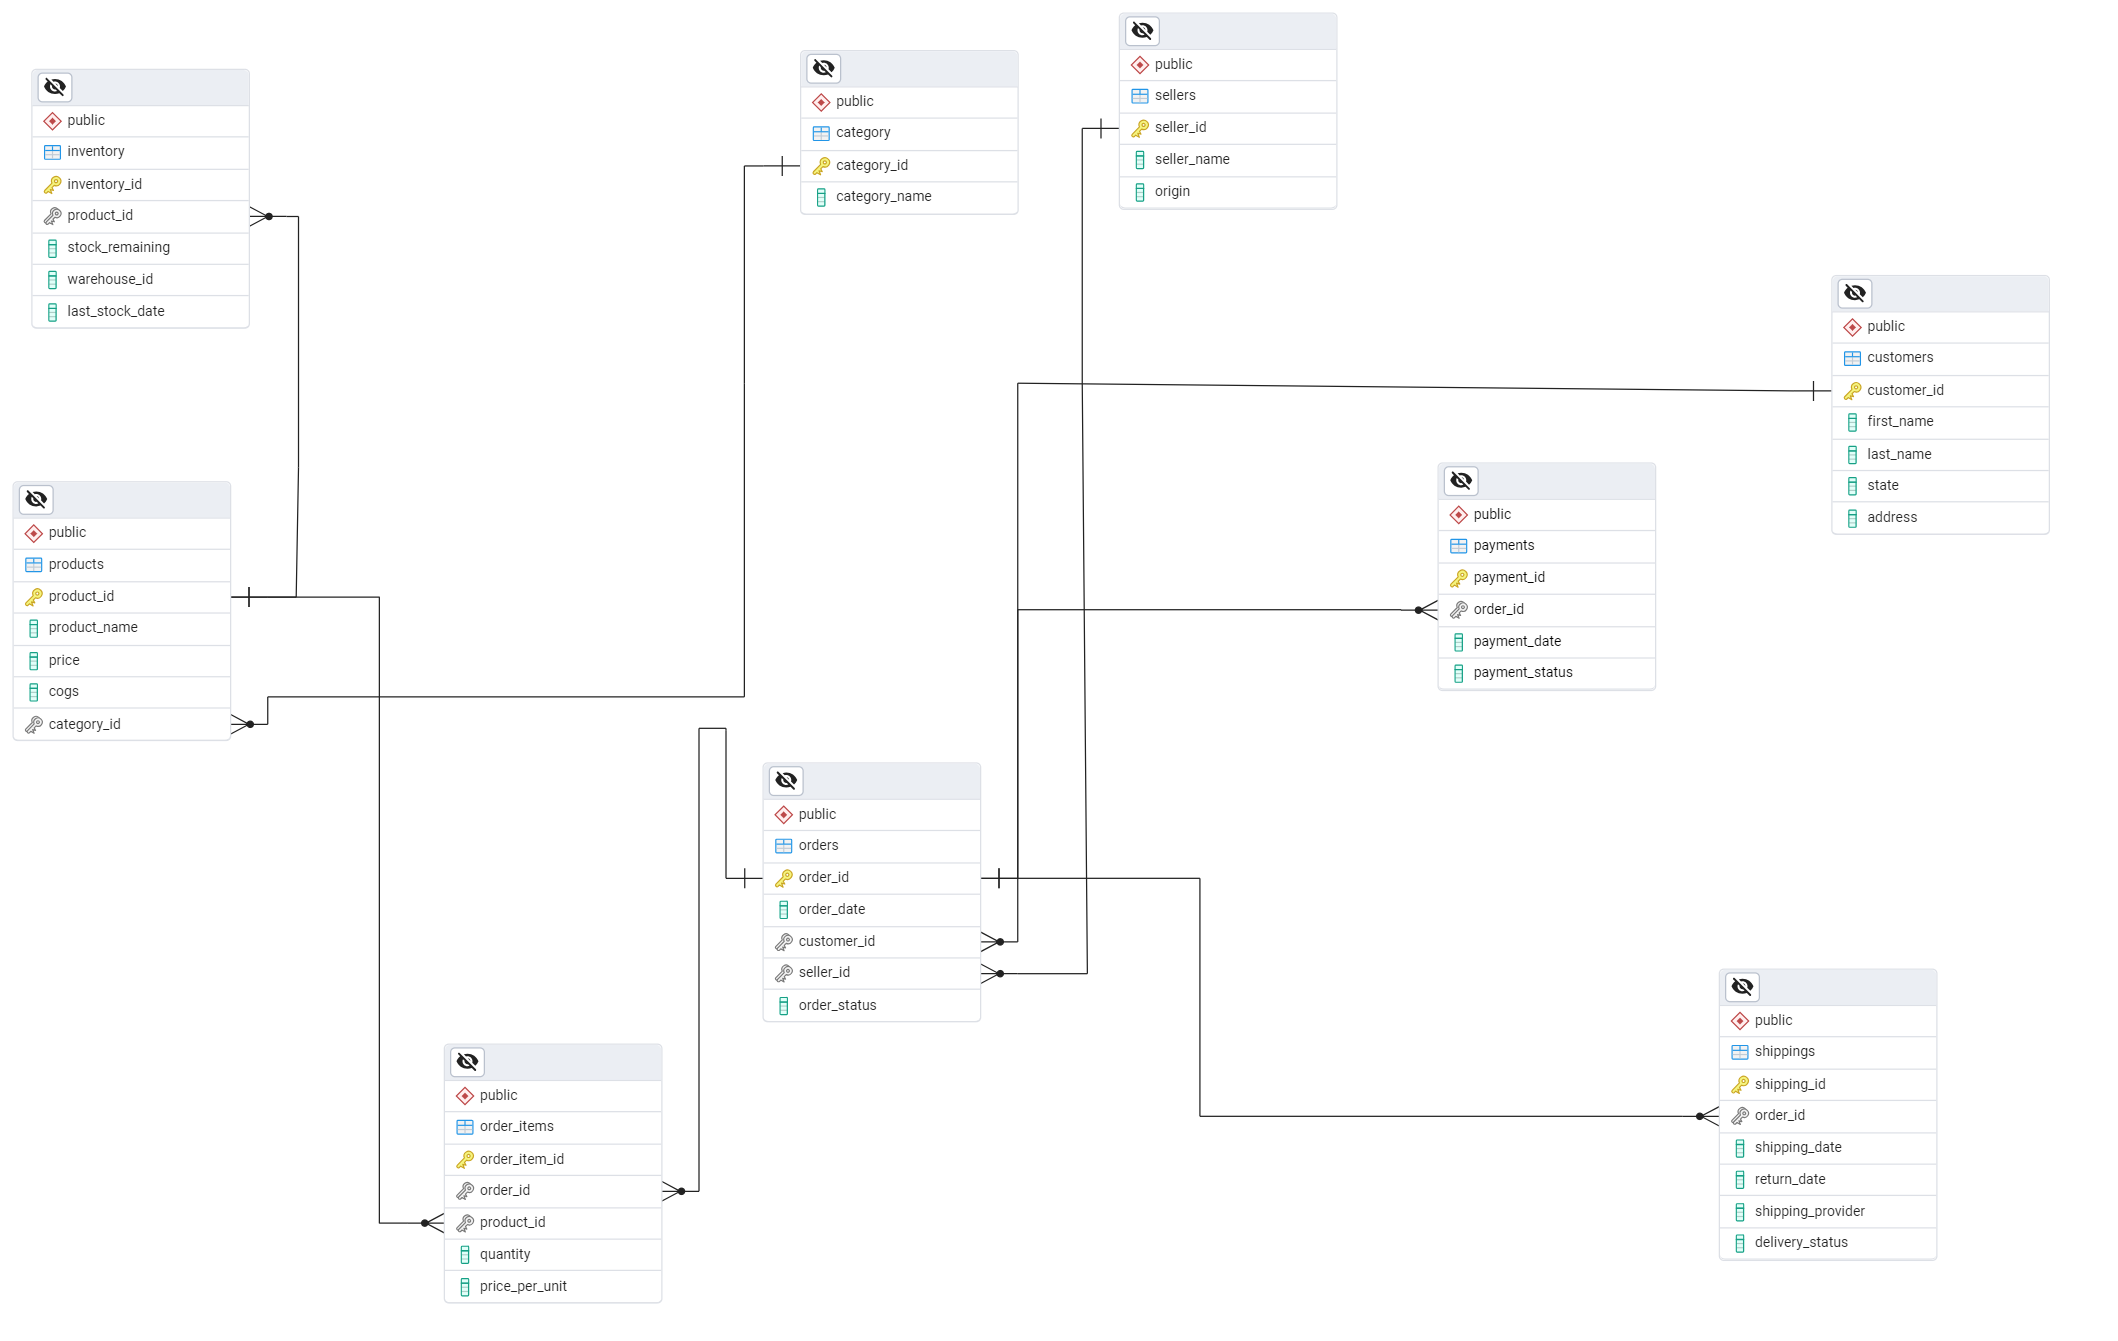 public
inventory
inventory_id
product_id
stock_remaining
warehouse_id
last_stock_date
public
category
category_id
category_name
public
sellers
seller_id
seller_name
origin
public
customers
customer_id
first_name
last_name
state
address
public
products
product_id
product_name
price
cogs
category_id
public
payments
payment_id
order_id
payment_date
payment_status
public
orders
order_id
order_date
customer_id
seller_id
order_status
public
order_items
order_item_id
order_id
product_id
quantity
price_per_unit
public
shippings
shipping_id
order_id
shipping_date
return_date
shipping_provider
delivery_status